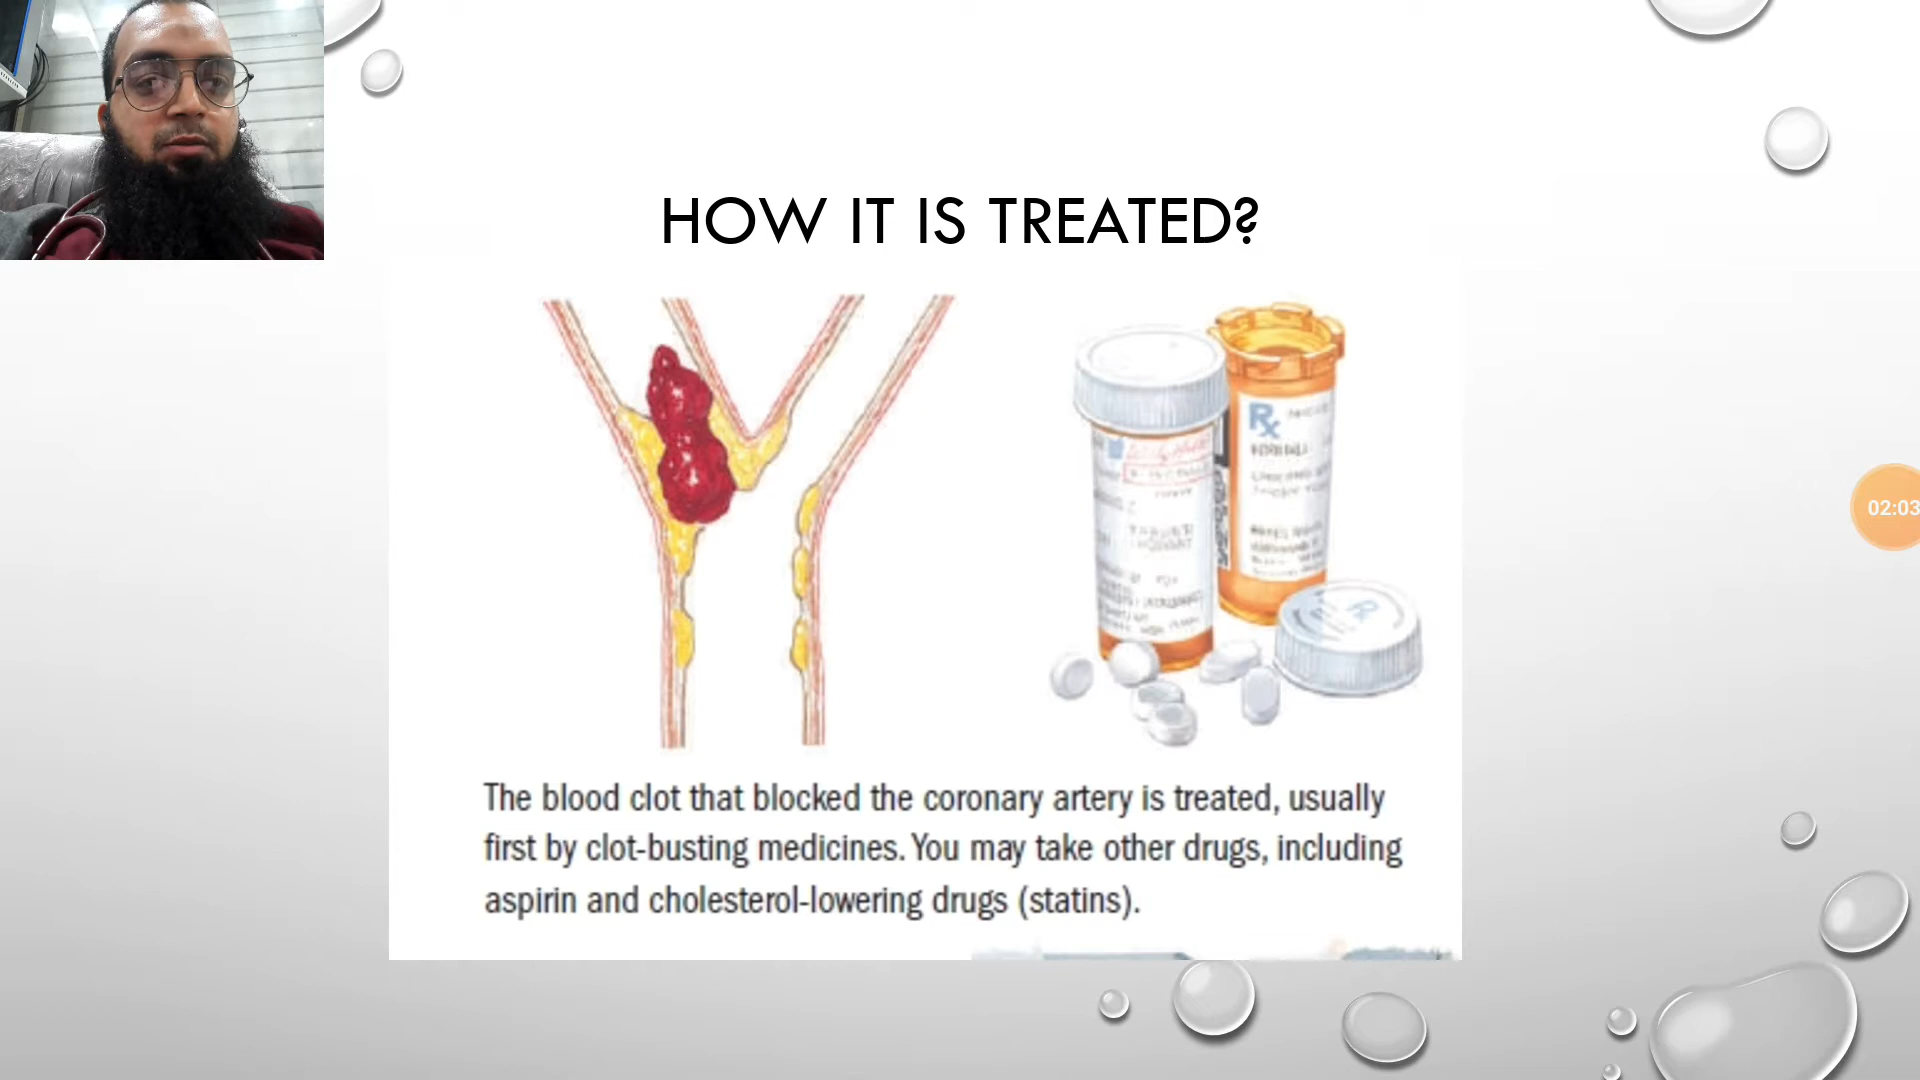 HOW IT IS TREATED?
Rx
02:03
The blood clot that blocked the coronary artery is treated, usually
first by clot-busting medicines. You may take other drugs, including
aspirin and cholesterol-lowering drugs (statins).